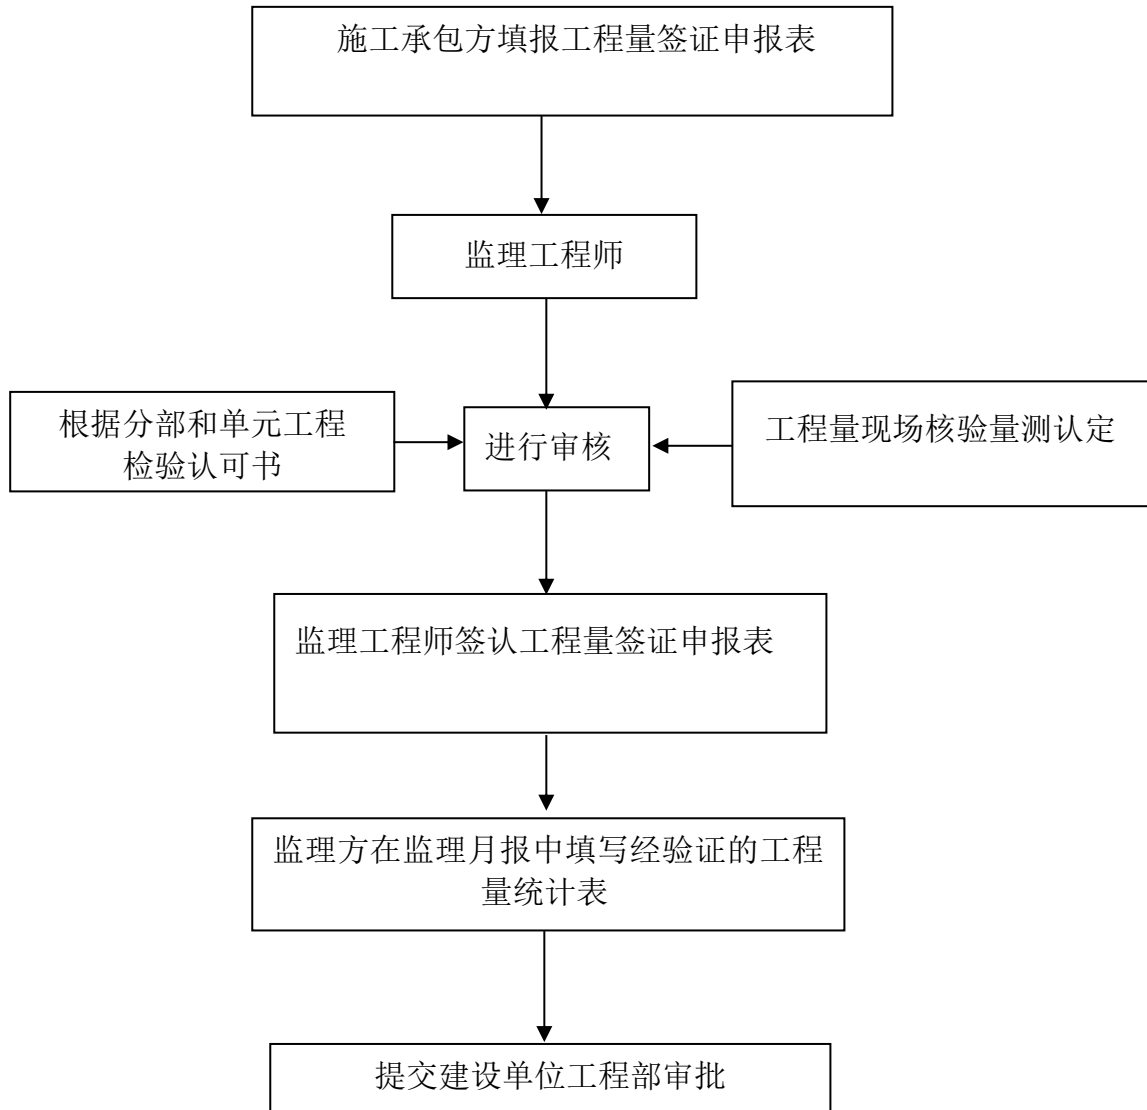 施工承包方填报工程量签证申报表
监理工程师
根据分部和单元工程
检验认可书
进行审核
工程量现场核验量测认定
监理工程师签认工程量签证申报表
监理方在监理月报中填写经验证的工程
量统计表
提交建设单位工程部审批